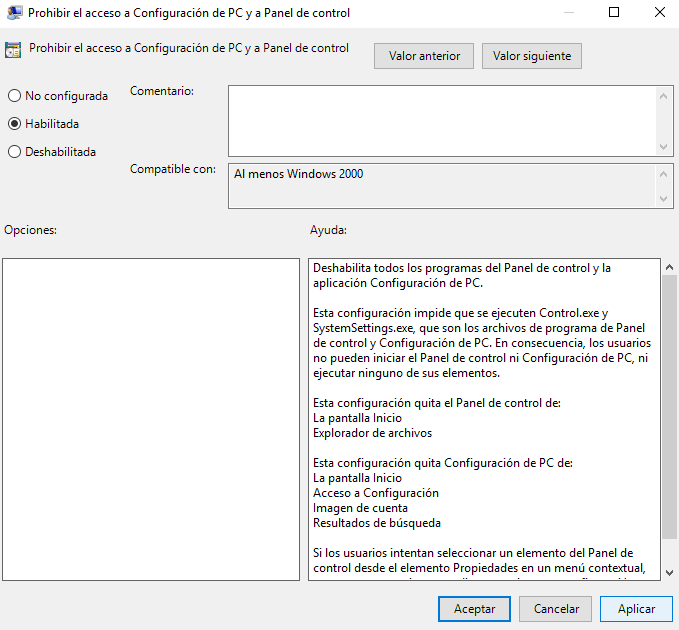 Prohibir el acceso a Configuración de PC y a Panel de control
Prohibir el acceso a Configuración de PC y a Panel de control
Valor anterior
Valor siguiente
No configurada
Habilitada
Deshabilitada
Comentario:
Compatible con:
Al menos Windows 2000
Opciones:
Ayuda:
Deshabilita todos los programas del Panel de control y la
aplicación Configuración de PC.
Esta configuración impide que se ejecuten Control.exe y
SystemSettings.exe, que son los archivos de programa de Panel
de control y Configuración de PC. En consecuencia, los usuarios
no pueden iniciar el Panel de control ni Configuración de PC, ni
ejecutar ninguno de sus elementos.
Esta configuración quita el Panel de control de:
La pantalla Inicio
Explorador de archivos
Esta configuración quita Configuración de PC de:
La pantalla Inicio
Acceso a Configuración
Imagen de cuenta
Resultados de búsqueda
Si los usuarios intentan seleccionar un elemento del Panel de
control desde el elemento Propiedades en un menú contextual,
Aceptar
Cancelar
Aplicar